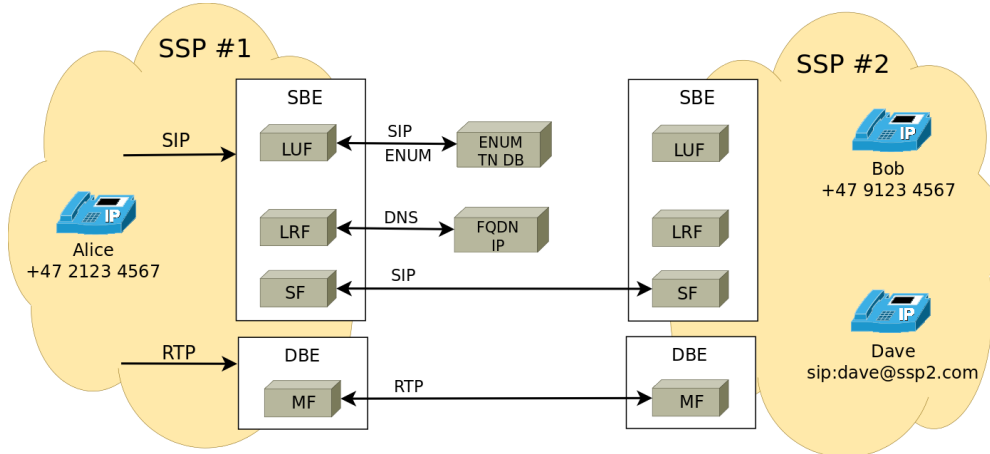 SSP #1
SSP #2
SBE
SBE
SIP
LUF
SIP
ENUM
ENUM
TN DB
LUF
IP
Bob
+47 9123 4567
IP
Alice
+47 2123 4567
LRF
DNS
FQDN
IP
LRF
SF
SIP
SF
IP
Dave
sip:dave@ssp2.com
RTP
DBE
DBE
MF
RTP
MF